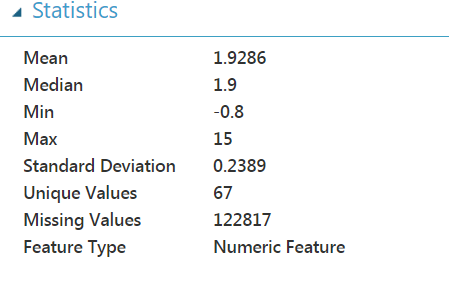 Statistics
Mean 1.9286
Median 1.9
Min -0.8
Max 15
Standard Deviation 0.2389
Unique Values 67
Missing Values 122817
Feature Type Numeric Feature